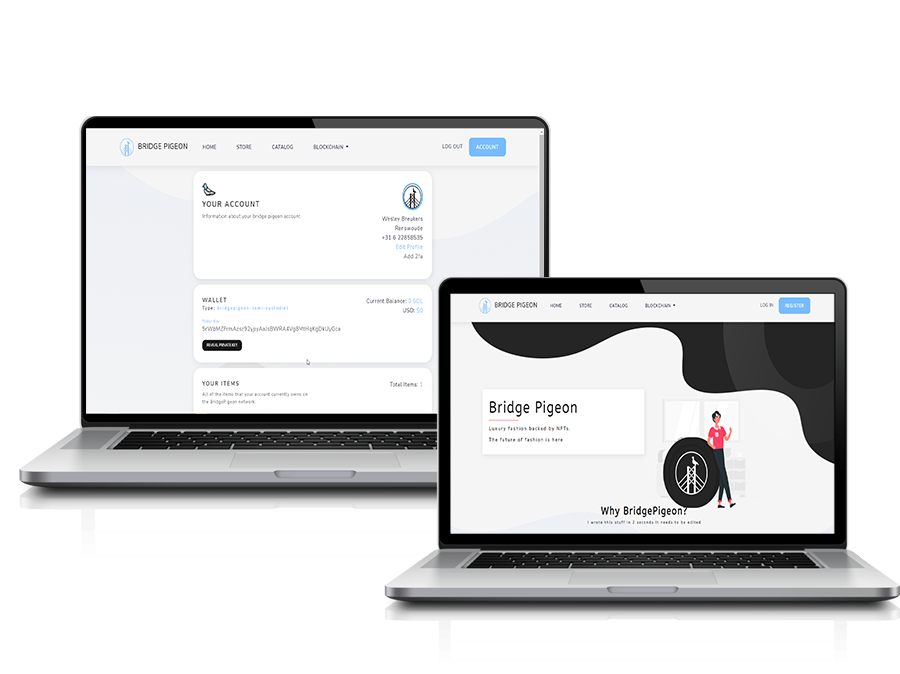 BRIDGE PIGEON
HOME
STORE
CATALOG
BLOCKCHAIN
LOG OUT
ACCOUNT
YOUR ACCOUNT
Information about your bridge pigeon account.
Wesley Breukers
Renswoude
+31 6 22858535
Edit Profile
Add 2fa
WALLET
Type: bridgepigeon-semi-custodial
Current Balance: 0 SOL
USD: $0
Public Key
REVEAL PRIVATE KEY
YOUR ITEMS
Total Items: 1
All of the items that your account currently owns on
the BridgePigeon network.
BRIDGE PIGEON
HOME
STORE
CATALOG
BLOCKCHAIN
LOG IN
REGISTER
Bridge Pigeon
Luxury fashion backed by NFTs.
The future of fashion is here
Why BridgePigeon?
I wrote this stuff in 2 seconds it needs to be edited